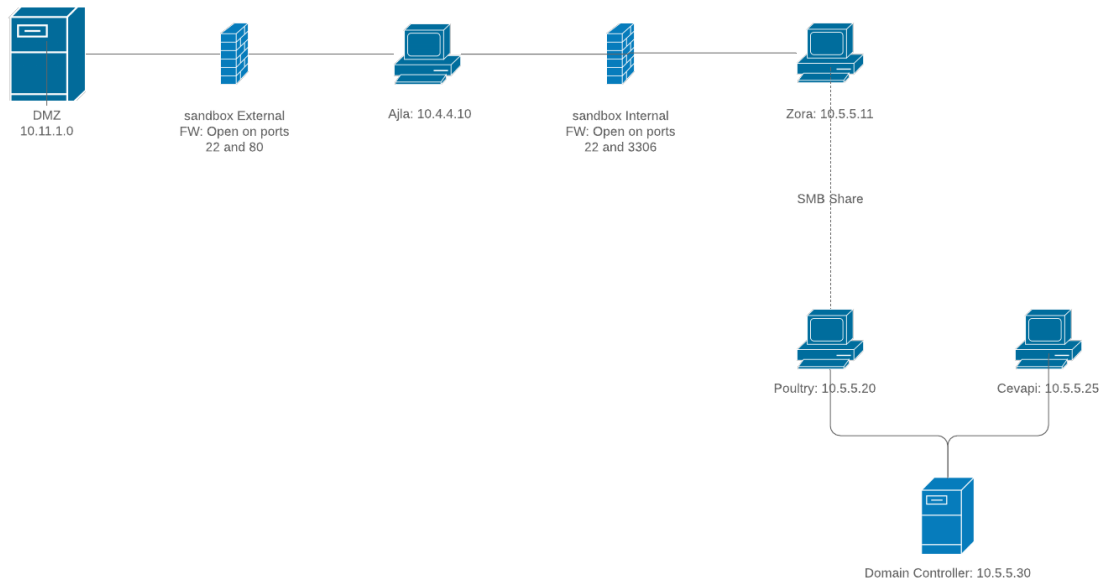 DMZ
10.11.1.0
sandbox External
FW: Open on ports
22 and 80
Ajla: 10.4.4.10
sandbox Internal
FW: Open on ports
22 and 3306
Zora: 10.5.5.11
SMB Share
Poultry: 10.5.5.20
Cevapi: 10.5.5.25
Domain Controller: 10.5.5.30